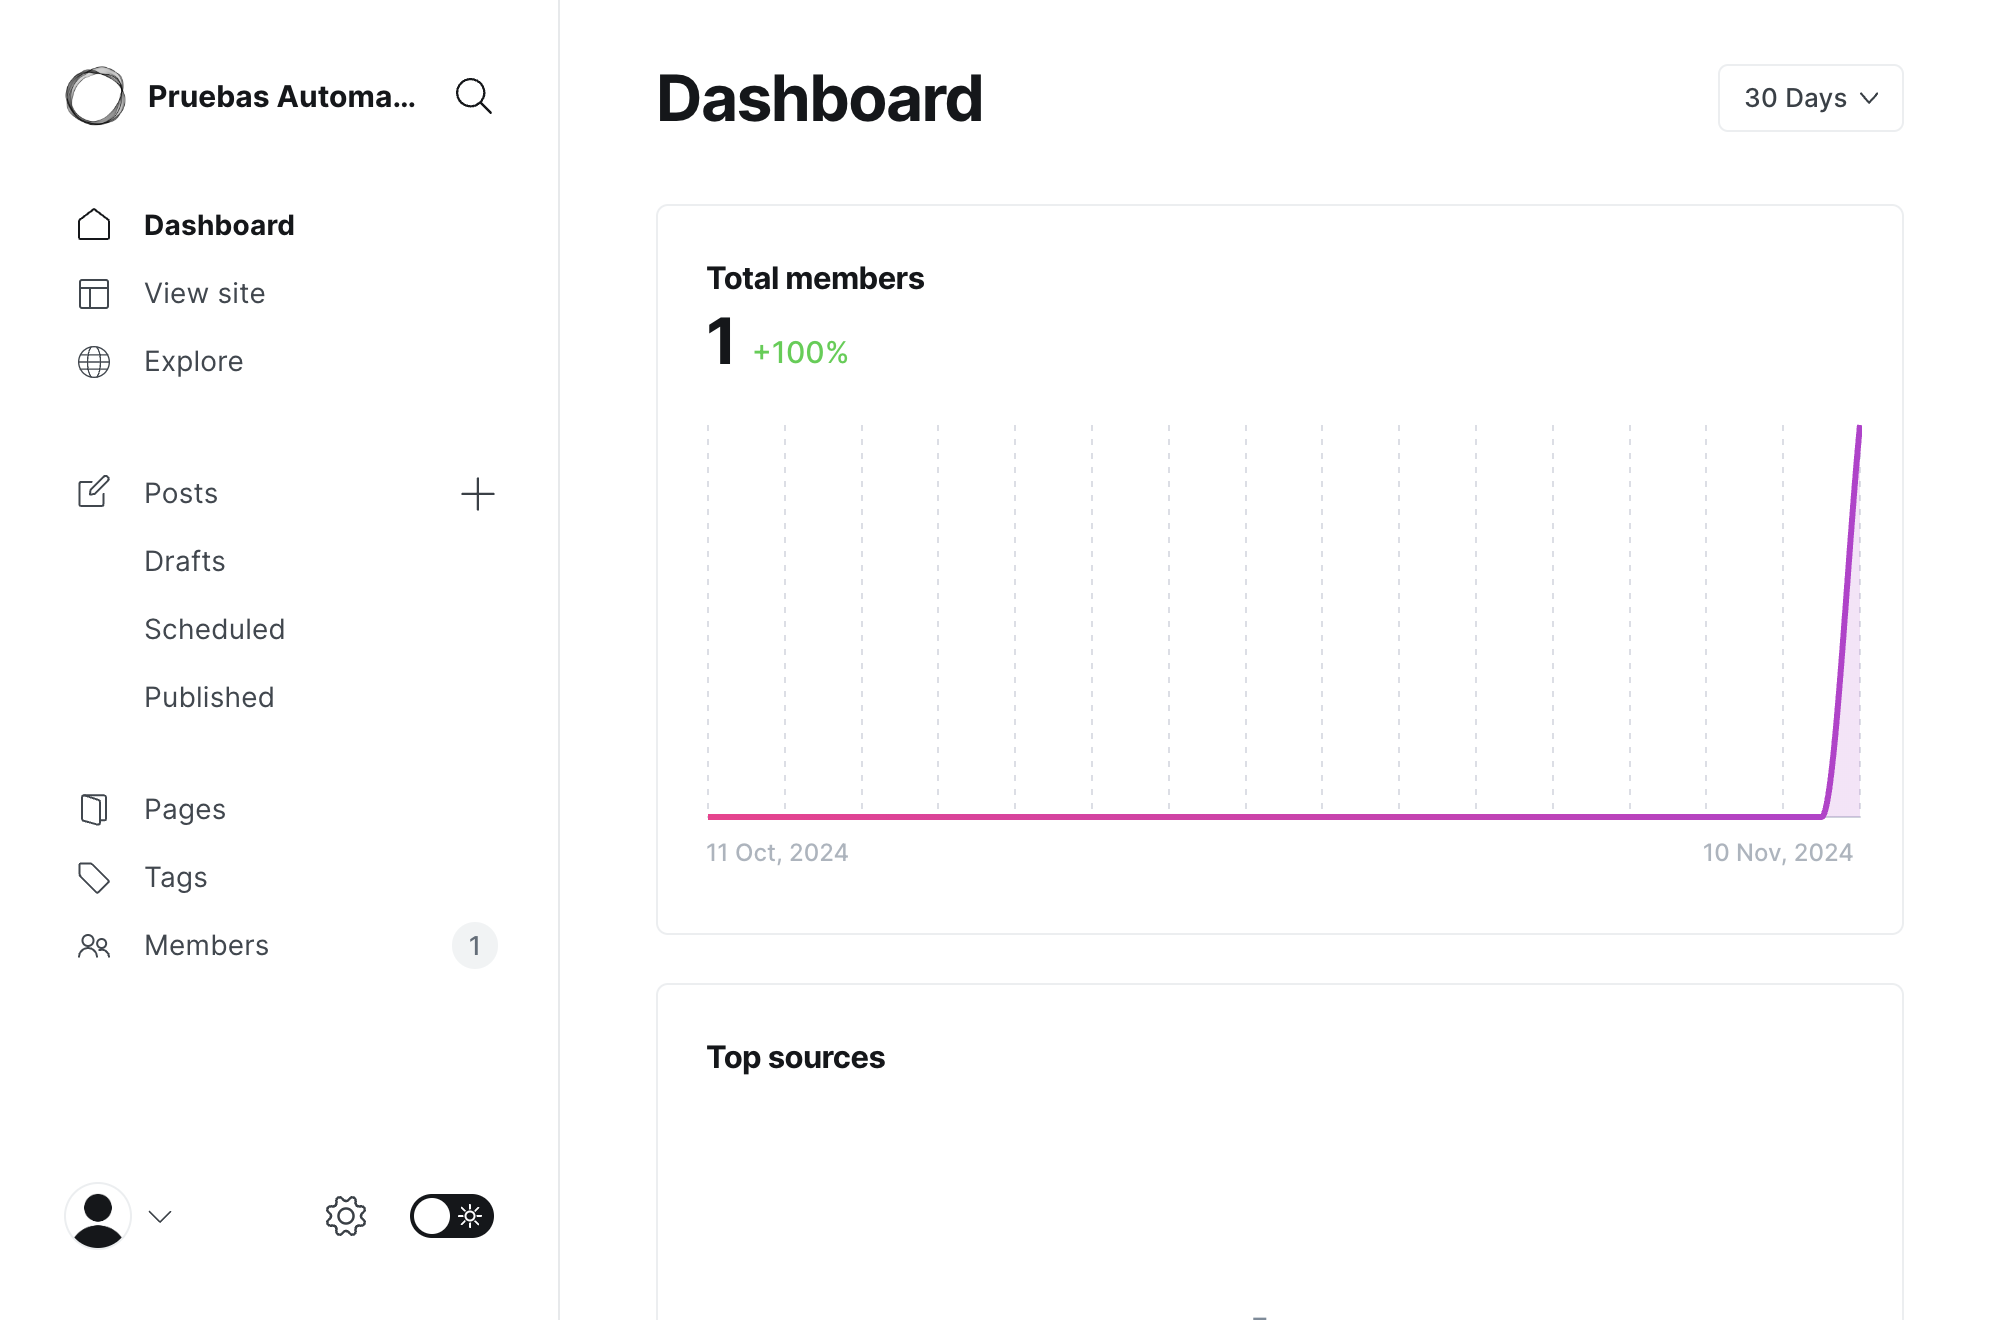 Pruebas Automa...
Dashboard
View site
Explore
Posts
Drafts
Scheduled
Published
Pages
Tags
Members
1
Dashboard
30 Days
Total members
1 +100%
11 Oct, 2024
10 Nov, 2024
Top sources